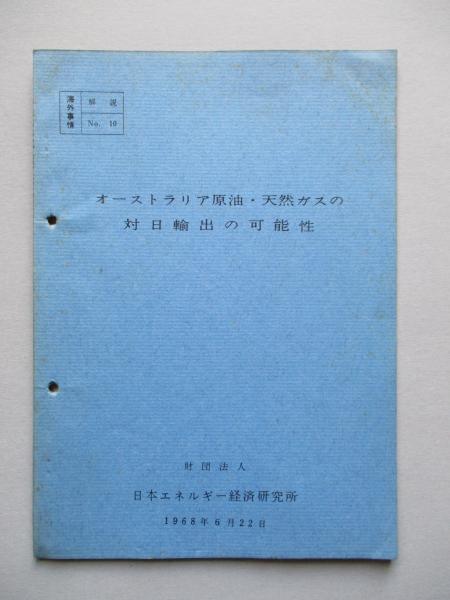 海外事情
解説
No. 10
オーストラリア原油・天然ガスの
対日輸出の可能性
財団法人
日本エネルギー経済研究所
1968年6月22日